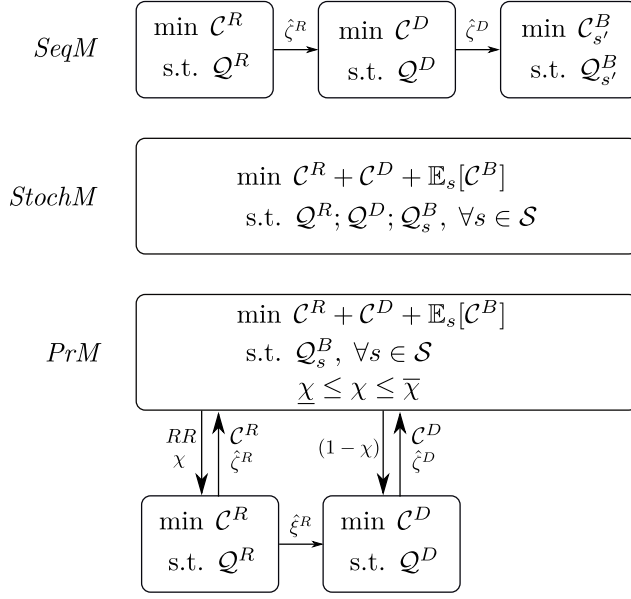 SeqM
min 𝒞^R
s.t. 𝒬^R
ζ̂^R
min 𝒞^D
s.t. 𝒬^D
ζ̂^D
min 𝒞^B_{s′}
s.t. 𝒬^B_{s′}
StochM
min 𝒞^R + 𝒞^D + 𝔼_s[𝒞^B]
s.t. 𝒬^R; 𝒬^D; 𝒬^B_s, ∀s ∈ 𝒮
PrM
min 𝒞^R + 𝒞^D + 𝔼_s[𝒞^B]
s.t. 𝒬^B_s, ∀s ∈ 𝒮
χ̲ ≤ χ ≤ χ̅
RR
χ
𝒞^R
ζ̂^R
(1 − χ)
𝒞^D
ζ̂^D
min 𝒞^R
s.t. 𝒬^R
ξ̂^R
min 𝒞^D
s.t. 𝒬^D